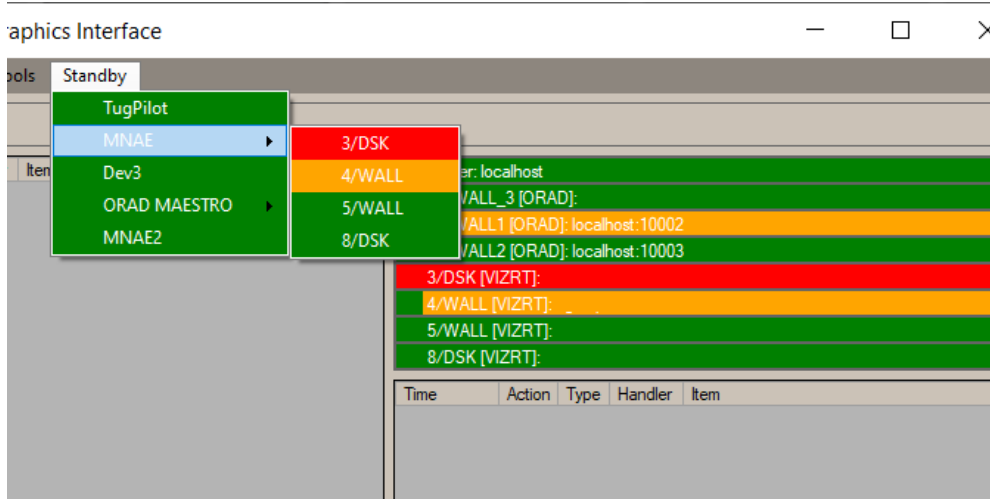 raphics Interface
ools Standby
TugPilot
MNAE
Dev3
ORAD MAESTRO
MNAE2
3/DSK
4/WALL
5/WALL
8/DSK
Iten
er: localhost
WALL_3 [ORAD]:
WALL1 [ORAD]: localhost:10002
WALL2 [ORAD]: localhost:10003
3/DSK [VIZRT]:
4/WALL [VIZRT]:
5/WALL [VIZRT]:
8/DSK [VIZRT]:
Time Action Type Handler Item